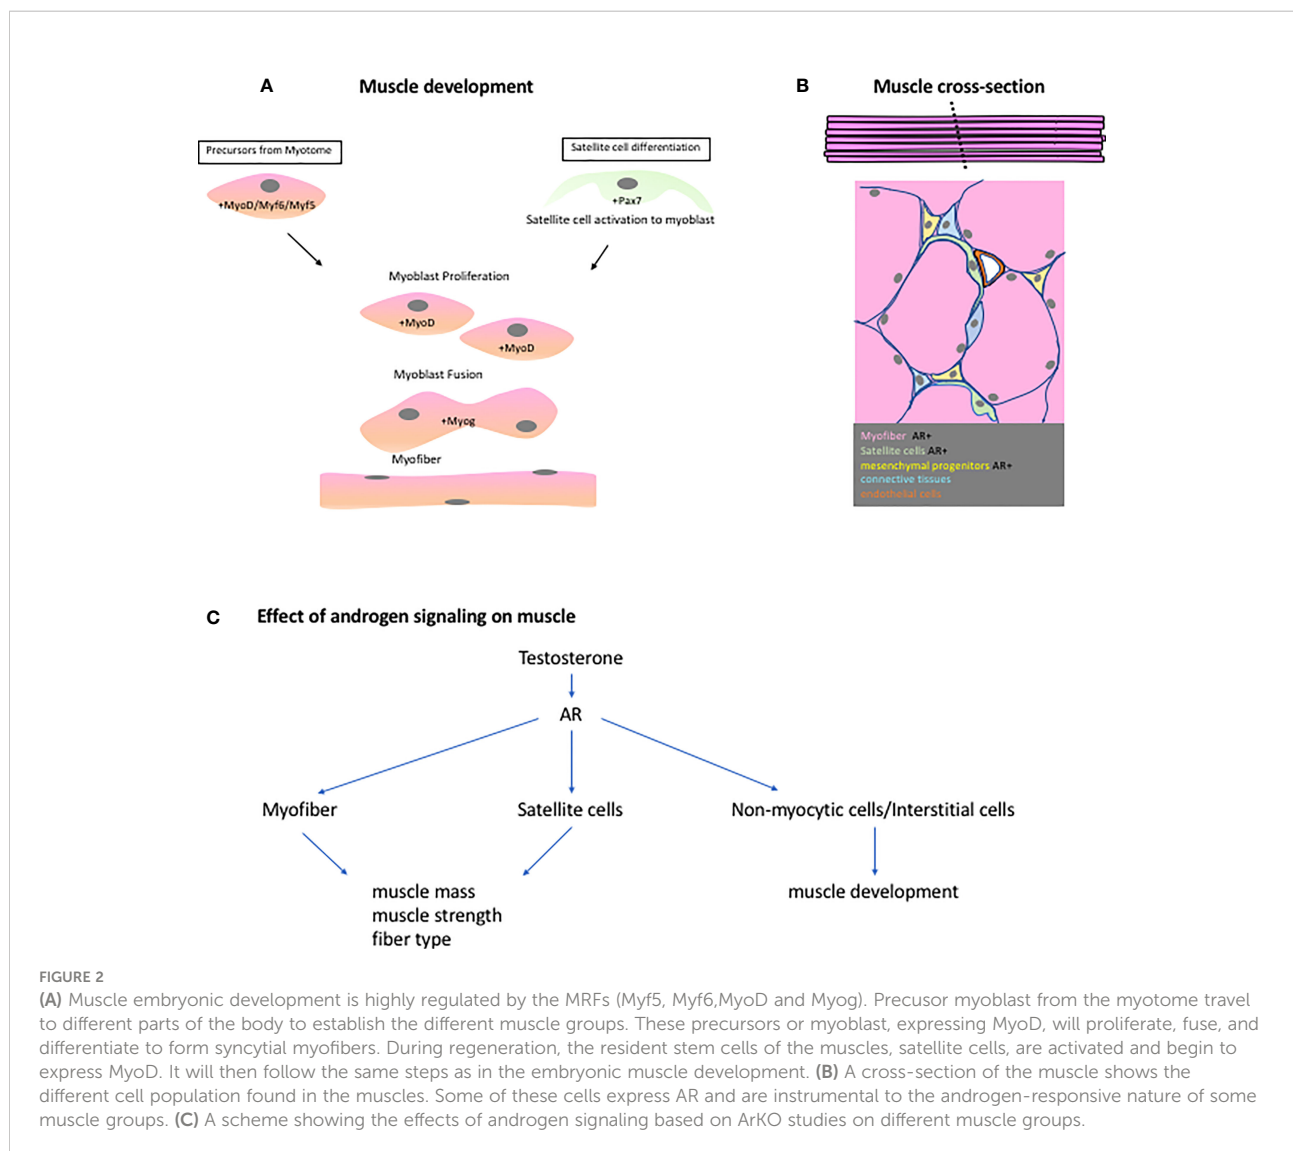 A
Muscle development
Precursors from Myotome
+MyoD/Myf6/Myf5
Satellite cell differentiation
+Pax7
Satellite cell activation to myoblast
Myoblast Proliferation
+MyoD
+MyoD
Myoblast Fusion
+Myog
Myofiber
B
Muscle cross-section
Myofiber AR+
Satellite cells AR+
mesenchymal progenitors AR+
connective tissues
endothelial cells
C
Effect of androgen signaling on muscle
Testosterone
AR
Myofiber
Satellite cells
Non-myocytic cells/Interstitial cells
muscle mass
muscle strength
fiber type
muscle development
FIGURE 2
(A) Muscle embryonic development is highly regulated by the MRFs (Myf5, Myf6,MyoD and Myog). Precusor myoblast from the myotome travel
to different parts of the body to establish the different muscle groups. These precursors or myoblast, expressing MyoD, will proliferate, fuse, and
differentiate to form syncytial myofibers. During regeneration, the resident stem cells of the muscles, satellite cells, are activated and begin to
express MyoD. It will then follow the same steps as in the embryonic muscle development. (B) A cross-section of the muscle shows the
different cell population found in the muscles. Some of these cells express AR and are instrumental to the androgen-responsive nature of some
muscle groups. (C) A scheme showing the effects of androgen signaling based on ArKO studies on different muscle groups.